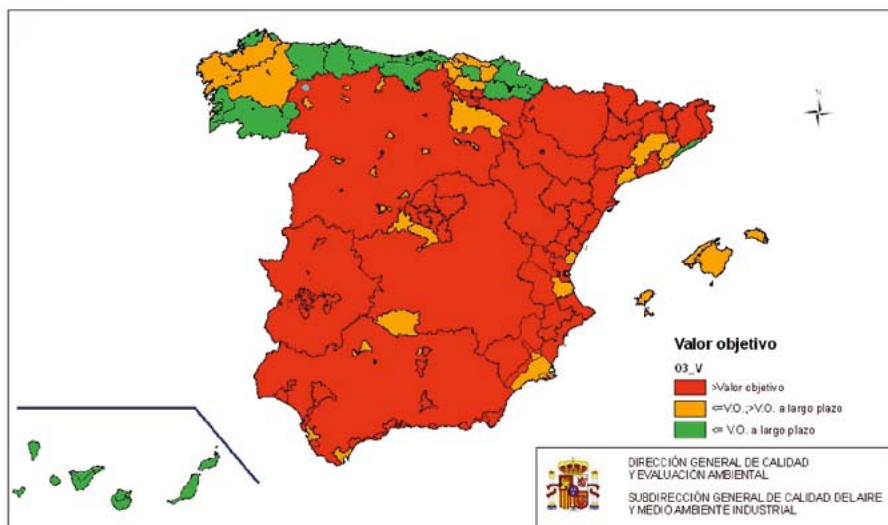 N
Valor objetivo
O3_V
>Valor objetivo
<=V.O.;>V.O. a largo plazo
<= V.O. a largo plazo
DIRECCIÓN GENERAL DE CALIDAD
Y EVALUACIÓN AMBIENTAL
SUBDIRECCIÓN GENERAL DE CALIDAD DEL AIRE
Y MEDIO AMBIENTE INDUSTRIAL